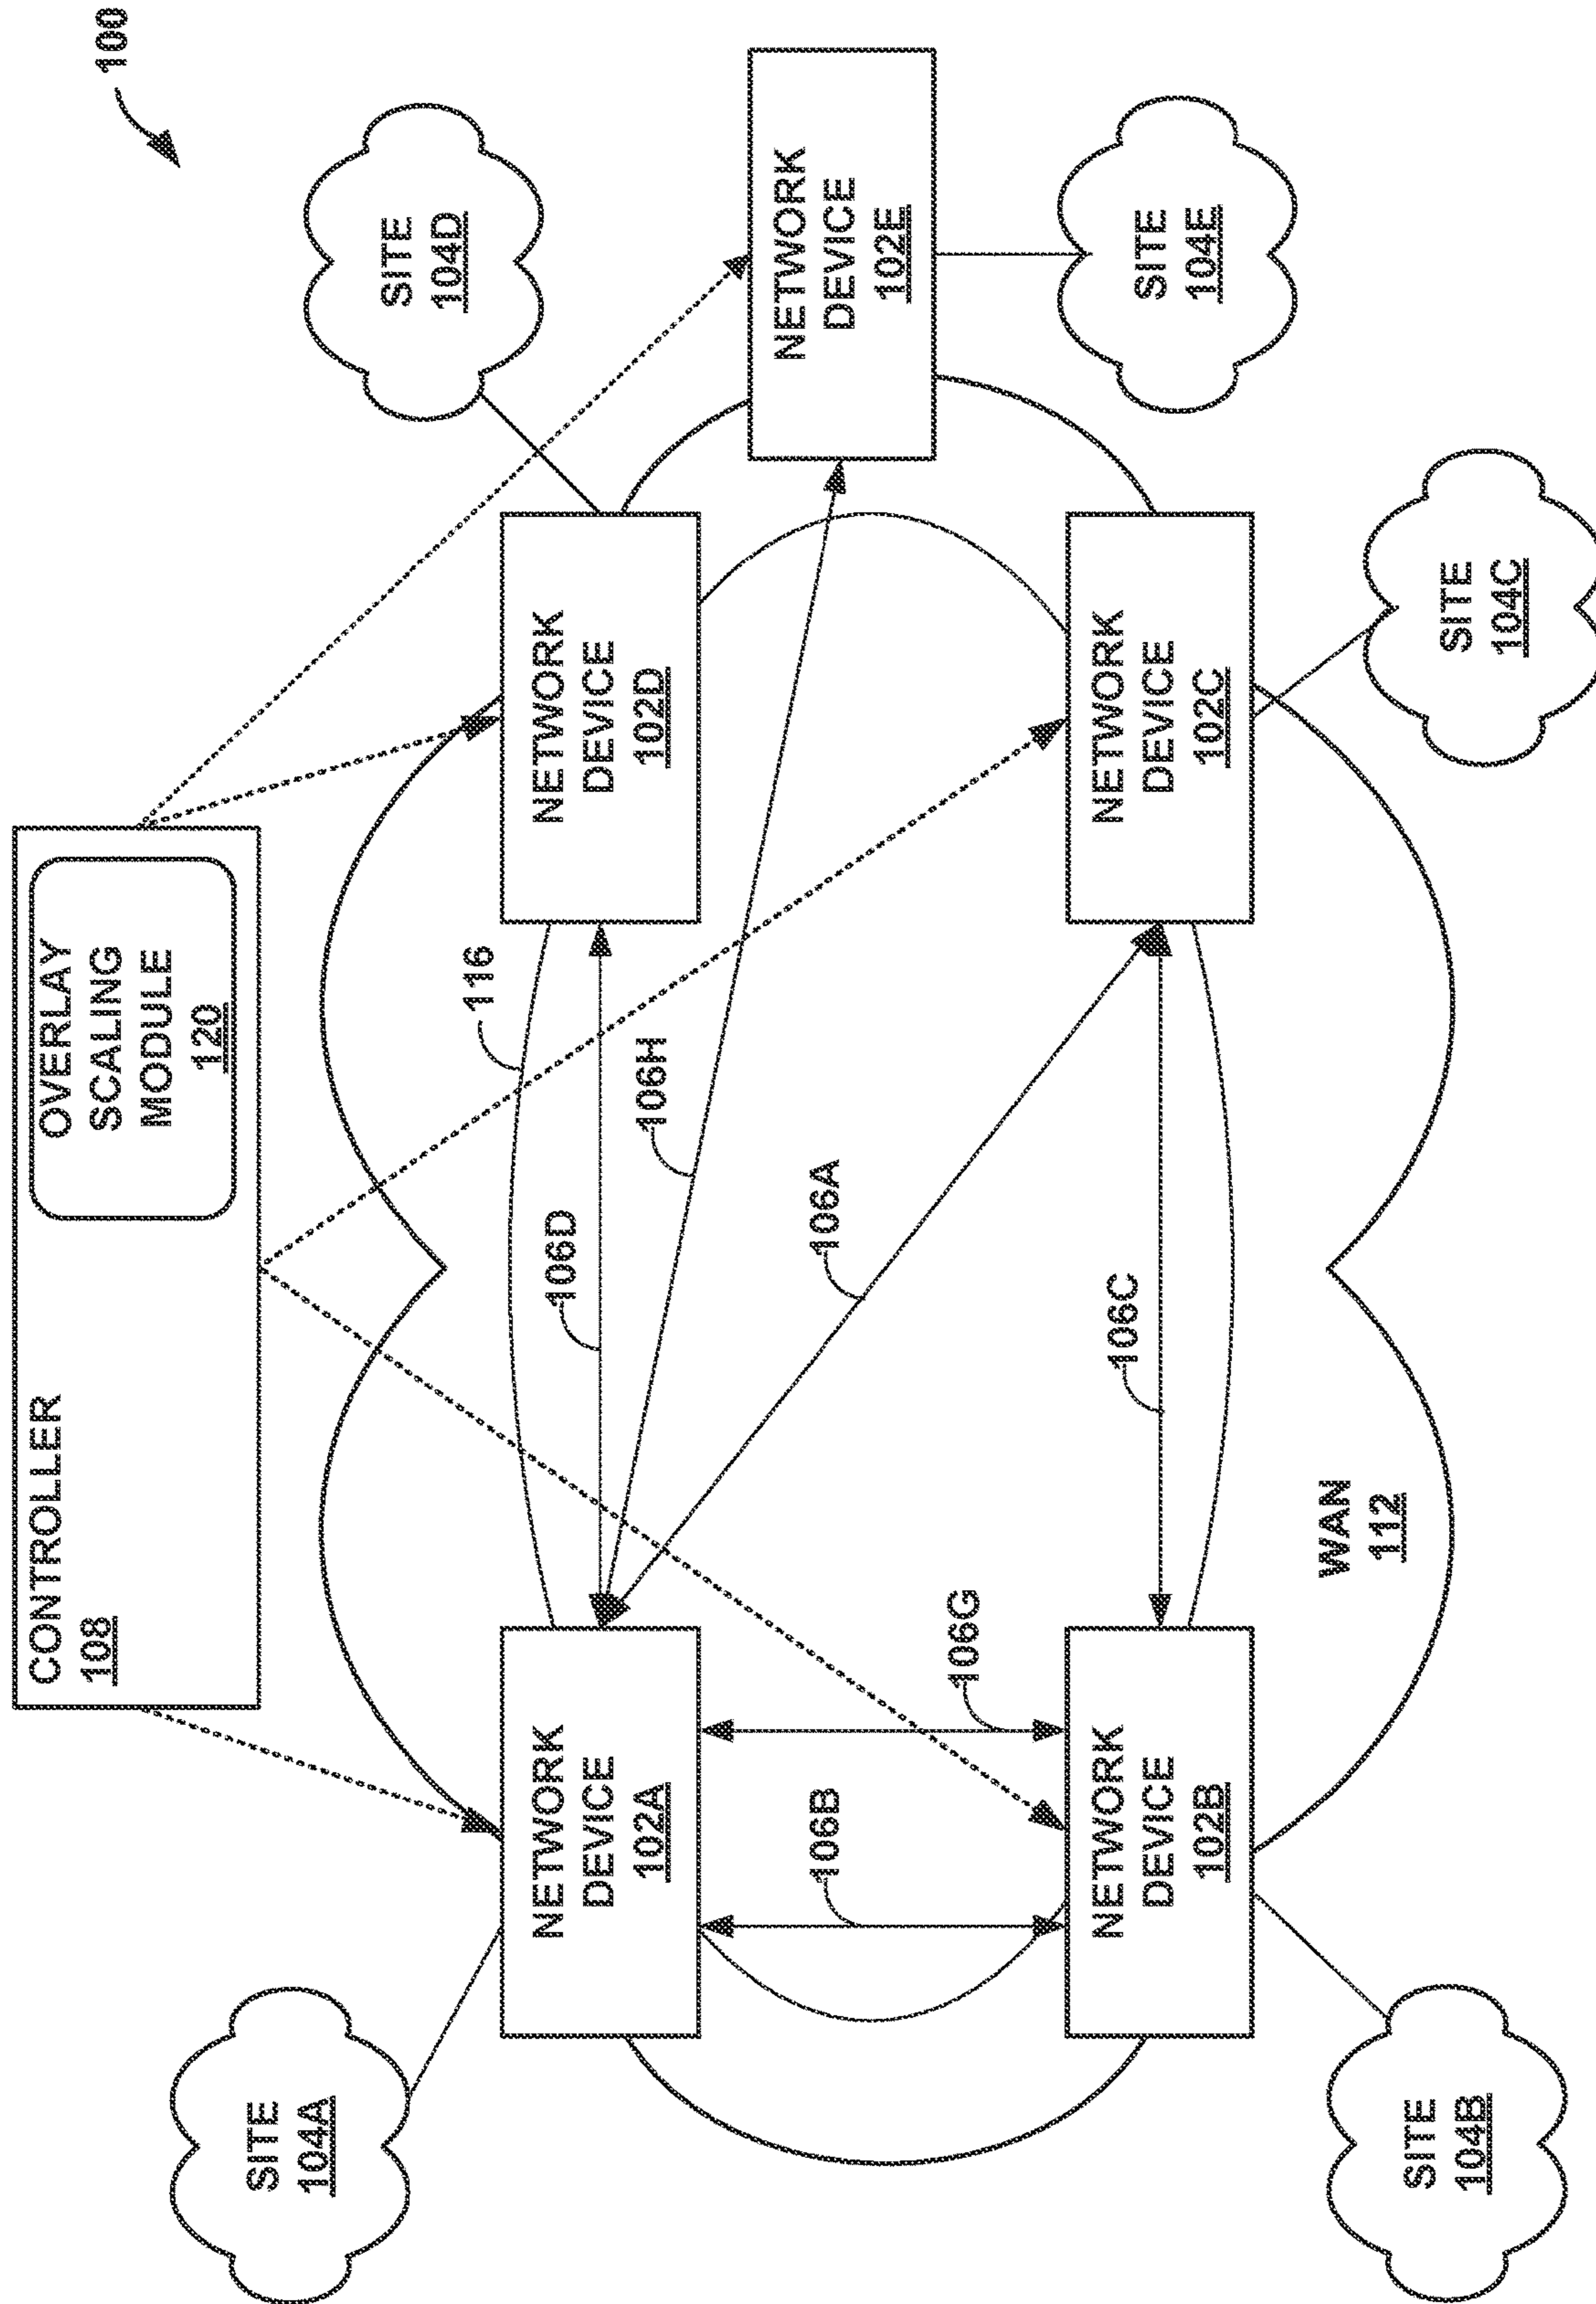 100
CONTROLLER
108
OVERLAY
SCALING
MODULE
120
SITE
104A
SITE
104D
116
NETWORK
DEVICE
102A
106D
106H
NETWORK
DEVICE
102D
NETWORK
DEVICE
102E
106B
106G
106A
106C
NETWORK
DEVICE
102B
NETWORK
DEVICE
102C
SITE
104E
WAN
112
SITE
104B
SITE
104C